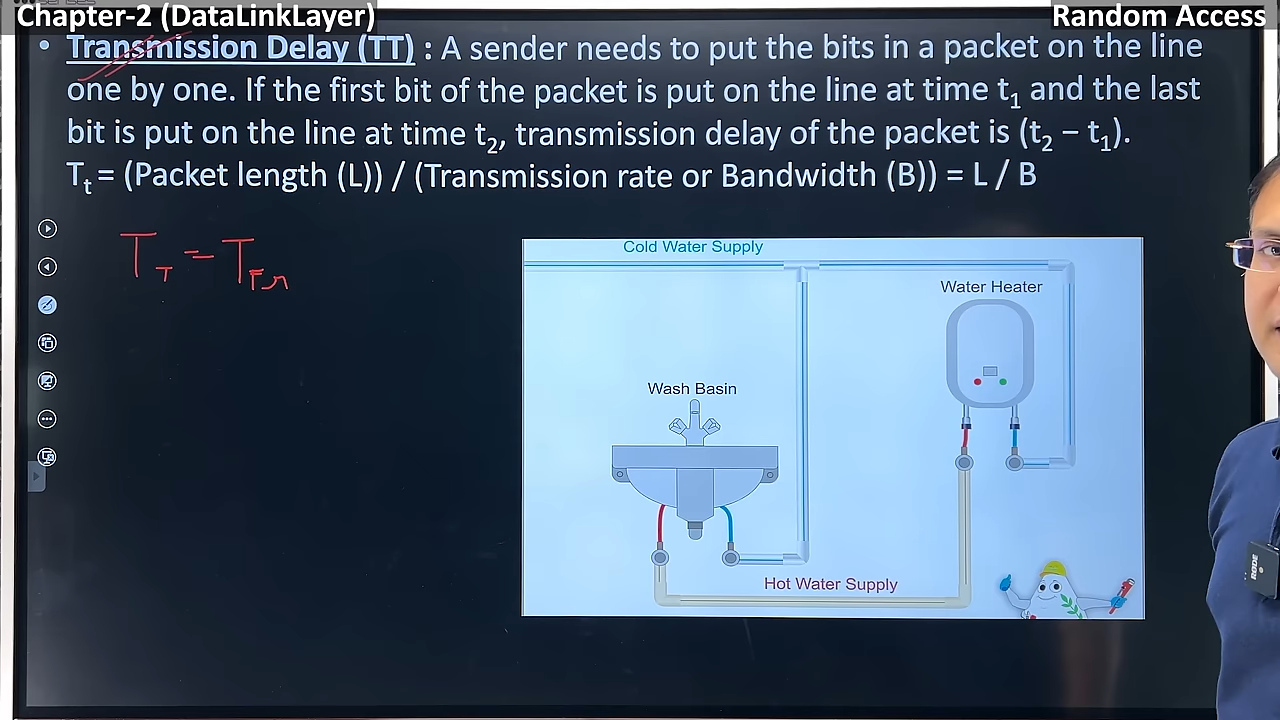 Chapter-2 (DataLinkLayer)
Random Access
• Transmission Delay (TT) : A sender needs to put the bits in a packet on the line
one by one. If the first bit of the packet is put on the line at time t₁ and the last
bit is put on the line at time t₂, transmission delay of the packet is (t₂ – t₁).
Tₜ = (Packet length (L)) / (Transmission rate or Bandwidth (B)) = L / B
T_T = T_Fr
Cold Water Supply
Water Heater
Wash Basin
Hot Water Supply
RØDE